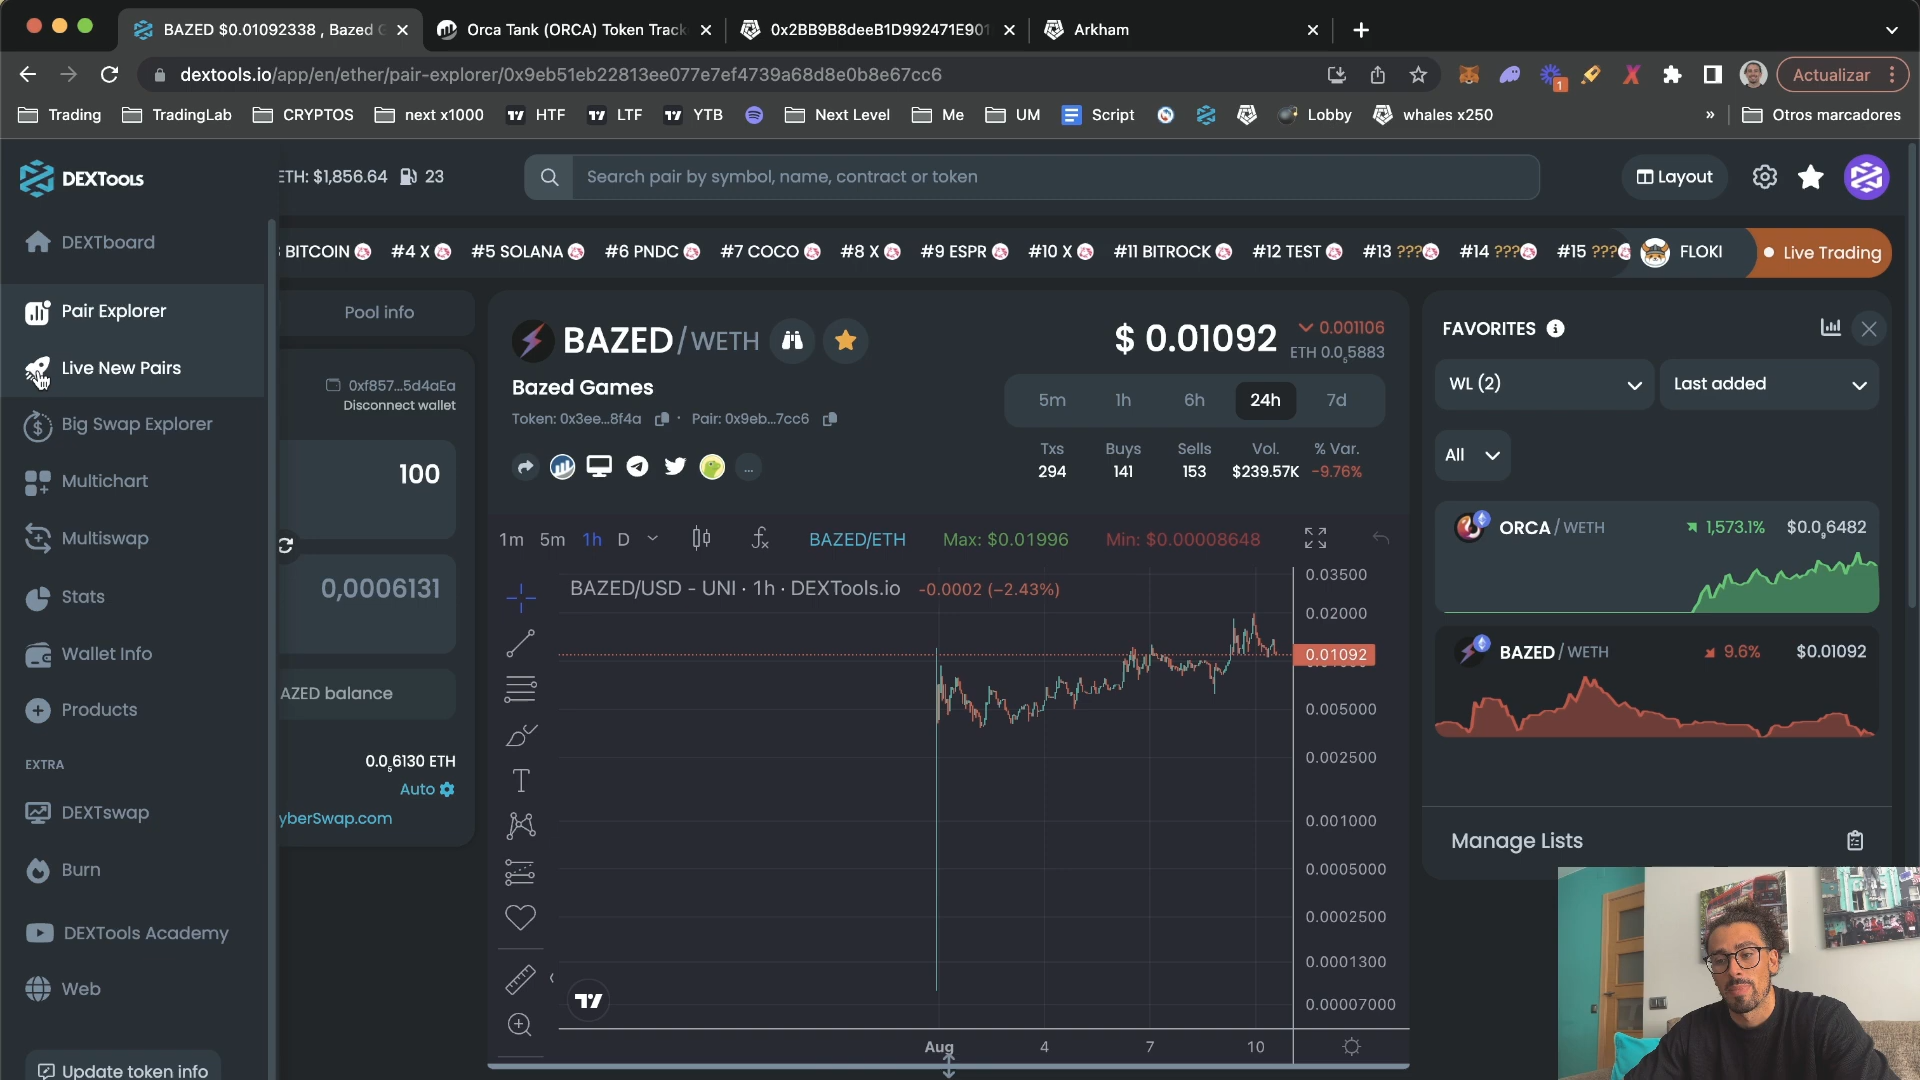 BAZED $0.01092338 , Bazed G
Orca Tank (ORCA) Token Track
0x2BB9B8deeB1D992471E901
Arkham
dextools.io/app/en/ether/pair-explorer/0x9eb51eb22813ee077e7ef4739a68d8e0b8e67cc6
1
Actualizar
Trading
TradingLab
CRYPTOS
next x1000
HTF
LTF
YTB
Next Level
Me
UM
Script
Lobby
whales x250
»
Otros marcadores
DEXTools
ETH: $1,856.64
23
Search pair by symbol, name, contract or token
Layout
BITCOIN #4 X #5 SOLANA #6 PNDC #7 COCO #8 X #9 ESPR #10 X #11 BITROCK #12 TEST #13 ??? #14 ??? #15 ???
FLOKI
Live Trading
DEXTboard
Pair Explorer
Live New Pairs
Big Swap Explorer
Multichart
Multiswap
Stats
Wallet Info
Products
EXTRA
DEXTswap
Burn
DEXTools Academy
Web
Update token info
Pool info
0xf857...5d4aEa
Disconnect wallet
100
0,0006131
AZED balance
0.0₅6130 ETH
Auto
yberSwap.com
BAZED/WETH
Bazed Games
Token: 0x3ee...8f4a · Pair: 0x9eb...7cc6
...
$ 0.01092
0.001106
ETH 0.0₅5883
5m 1h 6h 24h 7d
Txs Buys Sells Vol. % Var.
294 141 153 $239.57K -9.76%
1m 5m 1h D
BAZED/ETH
Max: $0.01996
Min: $0.00008648
BAZED/USD - UNI · 1h · DEXTools.io -0.0002 (−2.43%)
0.03500
0.02000
0.01092
0.005000
0.002500
0.001000
0.0005000
0.0002500
0.0001300
0.00007000
Aug 4 7 10
FAVORITES
WL (2)
Last added
All
ORCA/WETH
1,573.1%
$0.0₉6482
BAZED/WETH
9.6%
$0.01092
Manage Lists